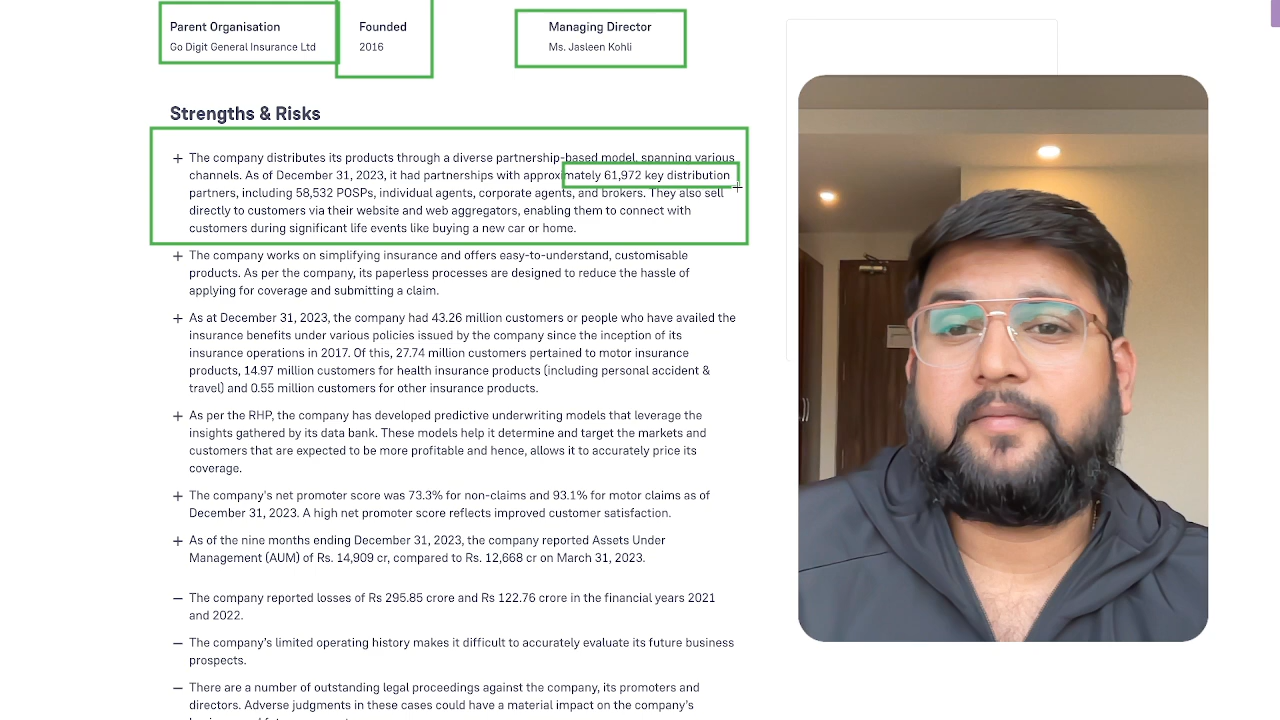 Parent Organisation
Founded
Managing Director
Go Digit General Insurance Ltd
2016
Ms. Jasleen Kohli
Strengths & Risks
+ The company distributes its products through a diverse partnership-based model, spanning various
channels. As of December 31, 2023, it had partnerships with approximately 61,972 key distribution
partners, including 58,532 POSPs, individual agents, corporate agents, and brokers. They also sell
directly to customers via their website and web aggregators, enabling them to connect with
customers during significant life events like buying a new car or home.
+ The company works on simplifying insurance and offers easy-to-understand, customisable
products. As per the company, its paperless processes are designed to reduce the hassle of
applying for coverage and submitting a claim.
+ As at December 31, 2023, the company had 43.26 million customers or people who have availed the
insurance benefits under various policies issued by the company since the inception of its
insurance operations in 2017. Of this, 27.74 million customers pertained to motor insurance
products, 14.97 million customers for health insurance products (including personal accident &
travel) and 0.55 million customers for other insurance products.
+ As per the RHP, the company has developed predictive underwriting models that leverage the
insights gathered by its data bank. These models help it determine and target the markets and
customers that are expected to be more profitable and hence, allows it to accurately price its
coverage.
+ The company's net promoter score was 73.3% for non-claims and 93.1% for motor claims as of
December 31, 2023. A high net promoter score reflects improved customer satisfaction.
+ As of the nine months ending December 31, 2023, the company reported Assets Under
Management (AUM) of Rs. 14,909 cr, compared to Rs. 12,668 cr on March 31, 2023.
– The company reported losses of Rs 295.85 crore and Rs 122.76 crore in the financial years 2021
and 2022.
– The company's limited operating history makes it difficult to accurately evaluate its future business
prospects.
– There are a number of outstanding legal proceedings against the company, its promoters and
directors. Adverse judgments in these cases could have a material impact on the company's